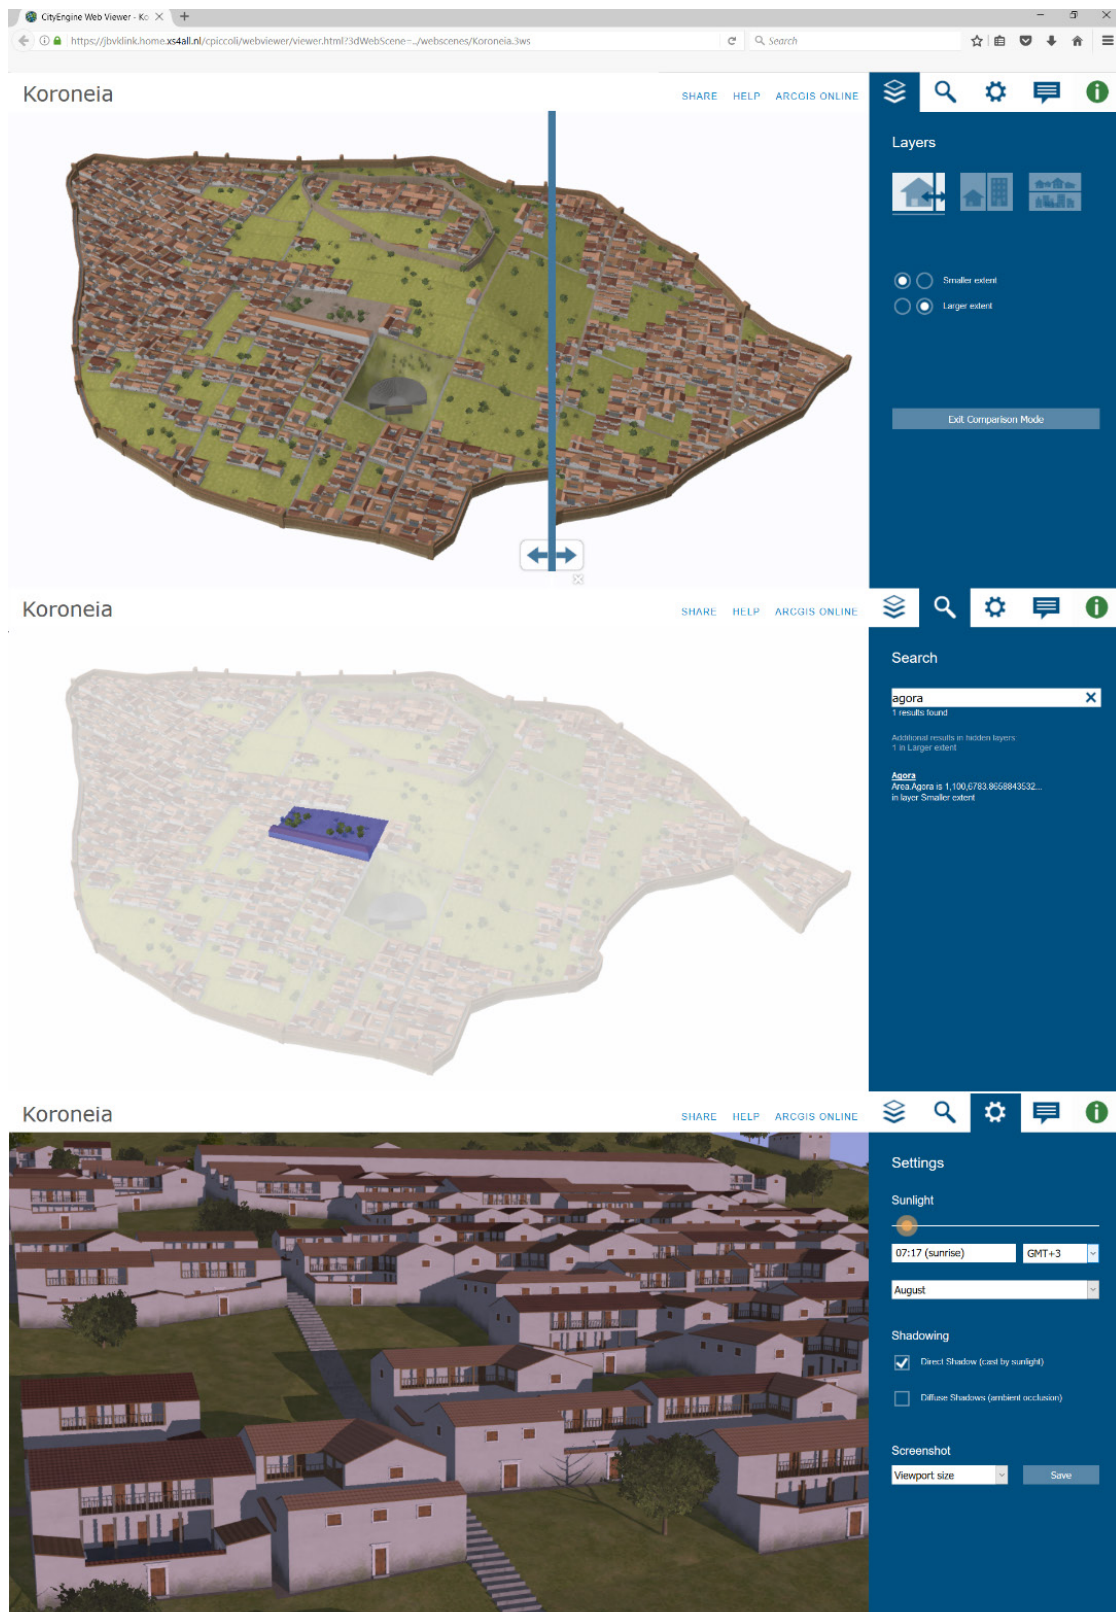 CityEngine Web Viewer - Ko
https://jbvklink.home.xs4all.nl/cpiccoli/webviewer/viewer.html?3dWebScene=../webscenes/Koroneia.3ws
Search
Koroneia
SHARE HELP ARCGIS ONLINE
Layers
Smaller extent
Larger extent
Exit Comparison Mode
Koroneia
SHARE HELP ARCGIS ONLINE
Search
agora
1 results found
Additional results in hidden layers:
1 in Larger extent
Agora
Area.Agora is 1,100,6783.8658843532...
in layer Smaller extent
Koroneia
SHARE HELP ARCGIS ONLINE
Settings
Sunlight
07:17 (sunrise) GMT+3
August
Shadowing
Direct Shadow (cast by sunlight)
Diffuse Shadows (ambient occlusion)
Screenshot
Viewport size Save